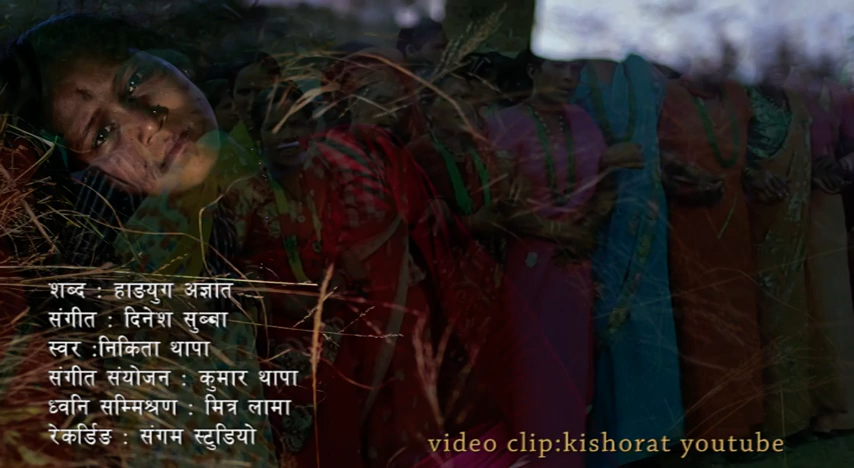 शब्द : हाङयुग अज्ञात
संगीत : दिनेश सुब्बा
स्वर :निकिता थापा
संगीत संयोजन : कुमार थापा
ध्वनि सम्मिश्रण : मित्र लामा
रेकर्डिङ : संगम स्टुडियो
video clip:kishorat youtube